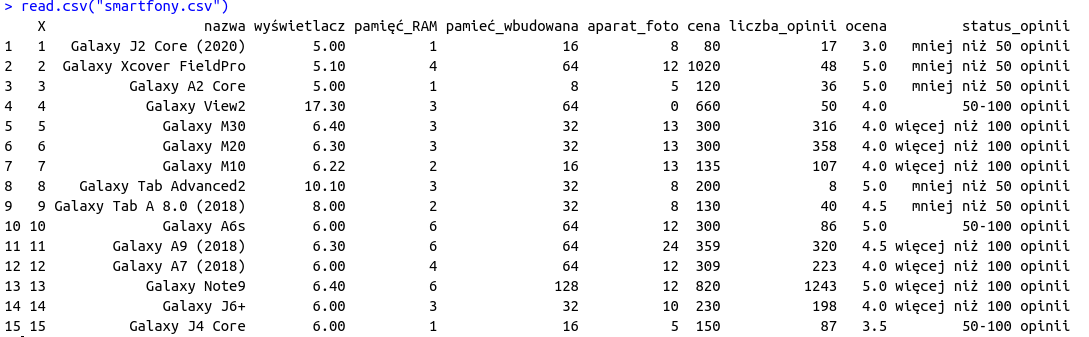 > read.csv("smartfony.csv")
X nazwa wyświetlacz pamięć_RAM pamieć_wbudowana aparat_foto cena liczba_opinii ocena status_opinii
1 1 Galaxy J2 Core (2020) 5.00 1 16 8 80 17 3.0 mniej niż 50 opinii
2 2 Galaxy Xcover FieldPro 5.10 4 64 12 1020 48 5.0 mniej niż 50 opinii
3 3 Galaxy A2 Core 5.00 1 8 5 120 36 5.0 mniej niż 50 opinii
4 4 Galaxy View2 17.30 3 64 0 660 50 4.0 50-100 opinii
5 5 Galaxy M30 6.40 3 32 13 300 316 4.0 więcej niż 100 opinii
6 6 Galaxy M20 6.30 3 32 13 300 358 4.0 więcej niż 100 opinii
7 7 Galaxy M10 6.22 2 16 13 135 107 4.0 więcej niż 100 opinii
8 8 Galaxy Tab Advanced2 10.10 3 32 8 200 8 5.0 mniej niż 50 opinii
9 9 Galaxy Tab A 8.0 (2018) 8.00 2 32 8 130 40 4.5 mniej niż 50 opinii
10 10 Galaxy A6s 6.00 6 64 12 300 86 5.0 50-100 opinii
11 11 Galaxy A9 (2018) 6.30 6 64 24 359 320 4.5 więcej niż 100 opinii
12 12 Galaxy A7 (2018) 6.00 4 64 12 309 223 4.0 więcej niż 100 opinii
13 13 Galaxy Note9 6.40 6 128 12 820 1243 5.0 więcej niż 100 opinii
14 14 Galaxy J6+ 6.00 3 32 10 230 198 4.0 więcej niż 100 opinii
15 15 Galaxy J4 Core 6.00 1 16 5 150 87 3.5 50-100 opinii